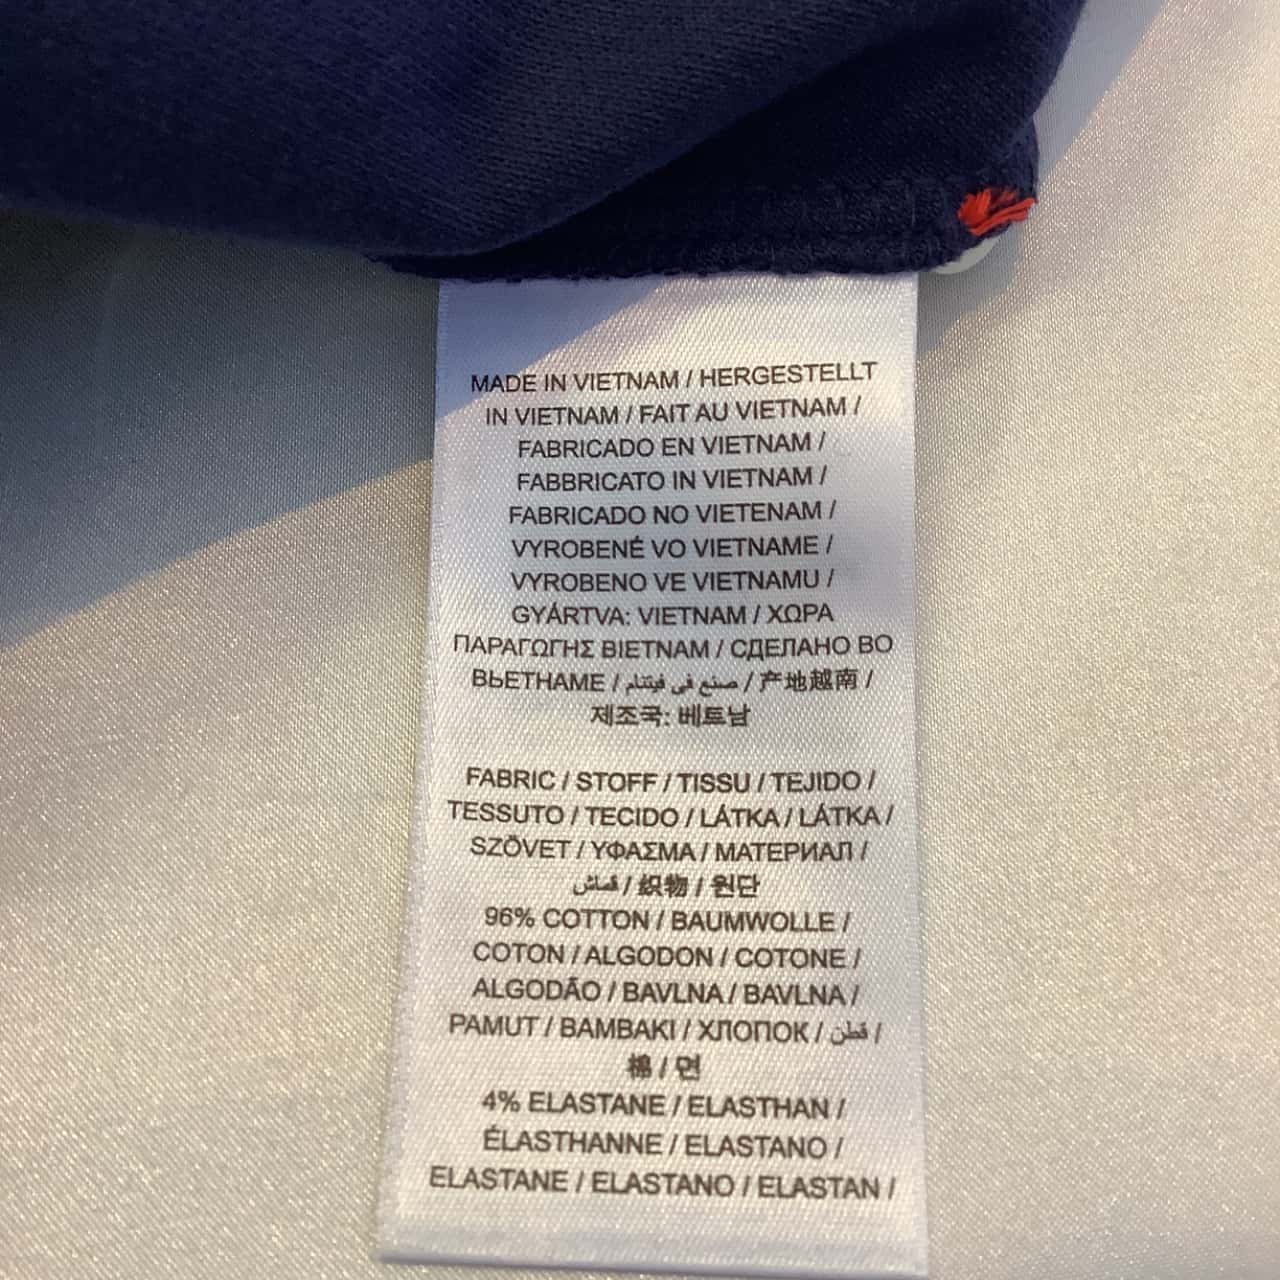 MADE IN VIETNAM / HERGESTELLT
IN VIETNAM / FAIT AU VIETNAM /
FABRICADO EN VIETNAM /
FABBRICATO IN VIETNAM /
FABRICADO NO VIETENAM /
VYROBENÉ VO VIETNAME /
VYROBENO VE VIETNAMU /
GYÁRTVA: VIETNAM / ΧΩΡΑ
ΠΑΡΑΓΩΓΗΣ ΒΙΕΤΝΑΜ / СДЕЛАНО ВО
ВЬЕТНАМЕ / صنع في فيتنام / 产地越南 /
제조국: 베트남
FABRIC / STOFF / TISSU / TEJIDO /
TESSUTO / TECIDO / LÁTKA / LÁTKA /
SZÖVET / ΥΦΑΣΜΑ / МАТЕРИАЛ /
قماش / 织物 / 원단
96% COTTON / BAUMWOLLE /
COTON / ALGODON / COTONE /
ALGODÃO / BAVLNA / BAVLNA /
PAMUT / ΒΑΜΒΑΚΙ / ХЛОПОК / قطن /
棉 / 면
4% ELASTANE / ELASTHAN /
ÉLASTHANNE / ELASTANO /
ELASTANE / ELASTANO / ELASTAN /